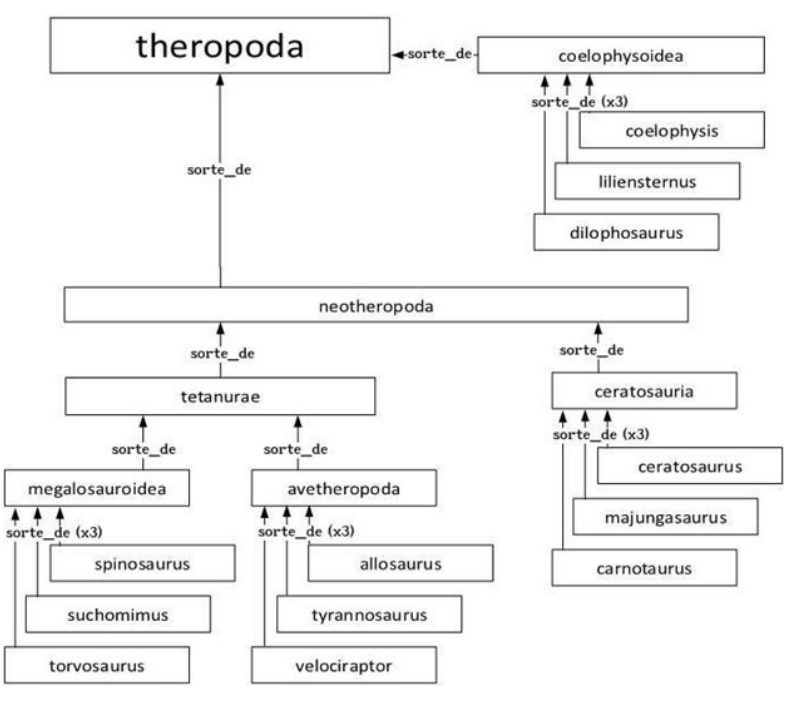 theropoda
sorte_de
coelophysoidea
sorte_de (x3)
coelophysis
liliensternus
dilophosaurus
sorte_de
neotheropoda
sorte_de
sorte_de
tetanurae
ceratosauria
sorte_de
sorte_de
sorte_de (x3)
ceratosaurus
megalosauroidea
avetheropoda
majungasaurus
sorte_de (x3)
sorte_de (x3)
spinosaurus
allosaurus
carnotaurus
suchomimus
tyrannosaurus
torvosaurus
velociraptor